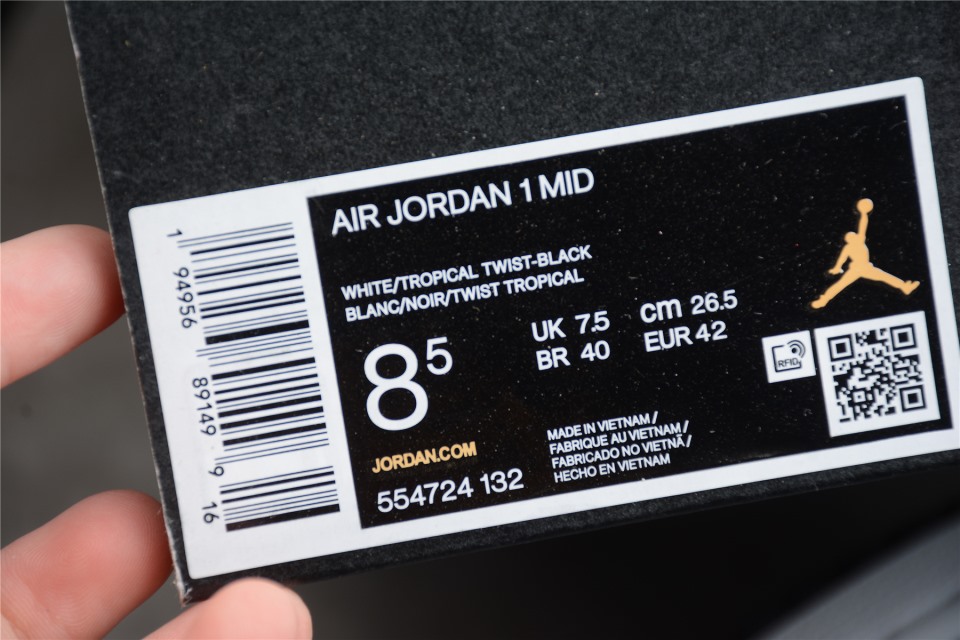 AIR JORDAN 1 MID
WHITE/TROPICAL TWIST-BLACK
BLANC/NOIR/TWIST TROPICAL
8 5
UK 7.5
BR 40
cm 26.5
EUR 42
RFID
JORDAN.COM
554724 132
MADE IN VIETNAM /
FABRIQUE AU VIETNAM /
FABRICADO NO VIETNÃ /
HECHO EN VIETNAM
1 94956 89149 9 16